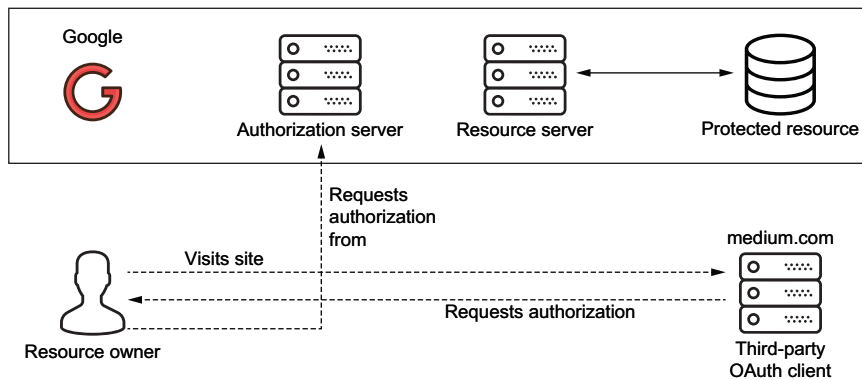 Google
Authorization server
Resource server
Protected resource
Requests
authorization
from
Visits site
medium.com
Requests authorization
Resource owner
Third-party
OAuth client